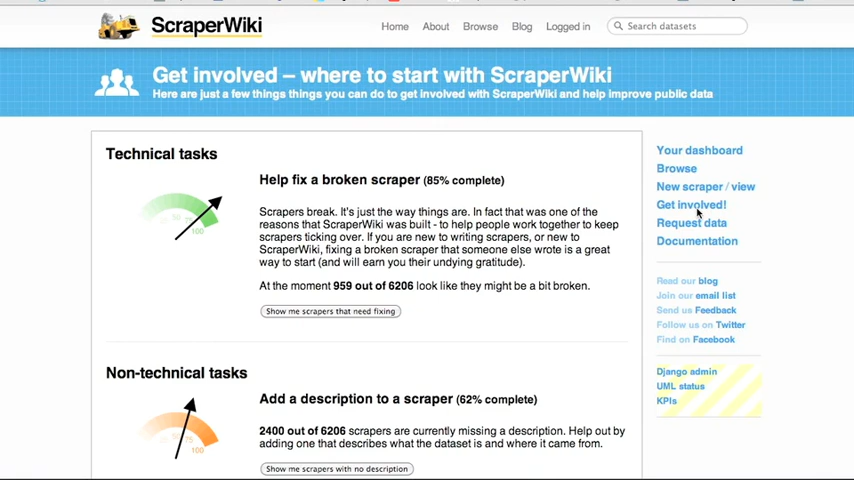 ScraperWiki
Home About Browse Blog Logged in Search datasets
Get involved – where to start with ScraperWiki
Here are just a few things things you can do to get involved with ScraperWiki and help improve public data
Technical tasks
Help fix a broken scraper (85% complete)
50
75
100
Scrapers break. It's just the way things are. In fact that was one of the
reasons that ScraperWiki was built - to help people work together to keep
scrapers ticking over. If you are new to writing scrapers, or new to
ScraperWiki, fixing a broken scraper that someone else wrote is a great
way to start (and will earn you their undying gratitude).
At the moment 959 out of 6206 look like they might be a bit broken.
Show me scrapers that need fixing
Non-technical tasks
Add a description to a scraper (62% complete)
75
100
2400 out of 6206 scrapers are currently missing a description. Help out by
adding one that describes what the dataset is and where it came from.
Show me scrapers with no description
Your dashboard
Browse
New scraper / view
Get involved!
Request data
Documentation
Read our blog
Join our email list
Send us Feedback
Follow us on Twitter
Find on Facebook
Django admin
UML status
KPIs